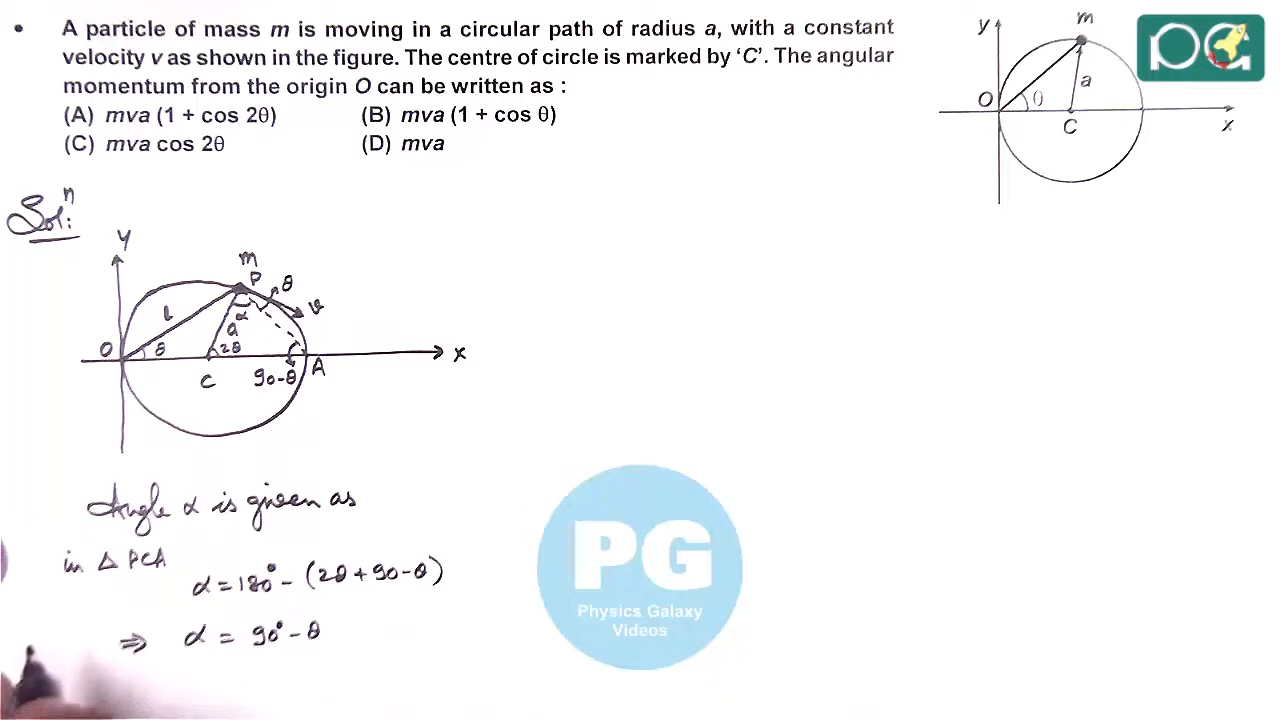 • A particle of mass m is moving in a circular path of radius a, with a constant
velocity v as shown in the figure. The centre of circle is marked by ‘C’. The angular
momentum from the origin O can be written as :
(A) mva (1 + cos 2θ) (B) mva (1 + cos θ)
(C) mva cos 2θ (D) mva
y
m
a
O
θ
C
x
pG
Solⁿ:
Y
m
P
θ
v
l
a
α
O
θ
2θ
C
90-θ
A
x
Angle α is given as
in Δ PCA
α = 180° - (2θ + 90 - θ)
⇒ α = 90° - θ
PG
Physics Galaxy
Videos